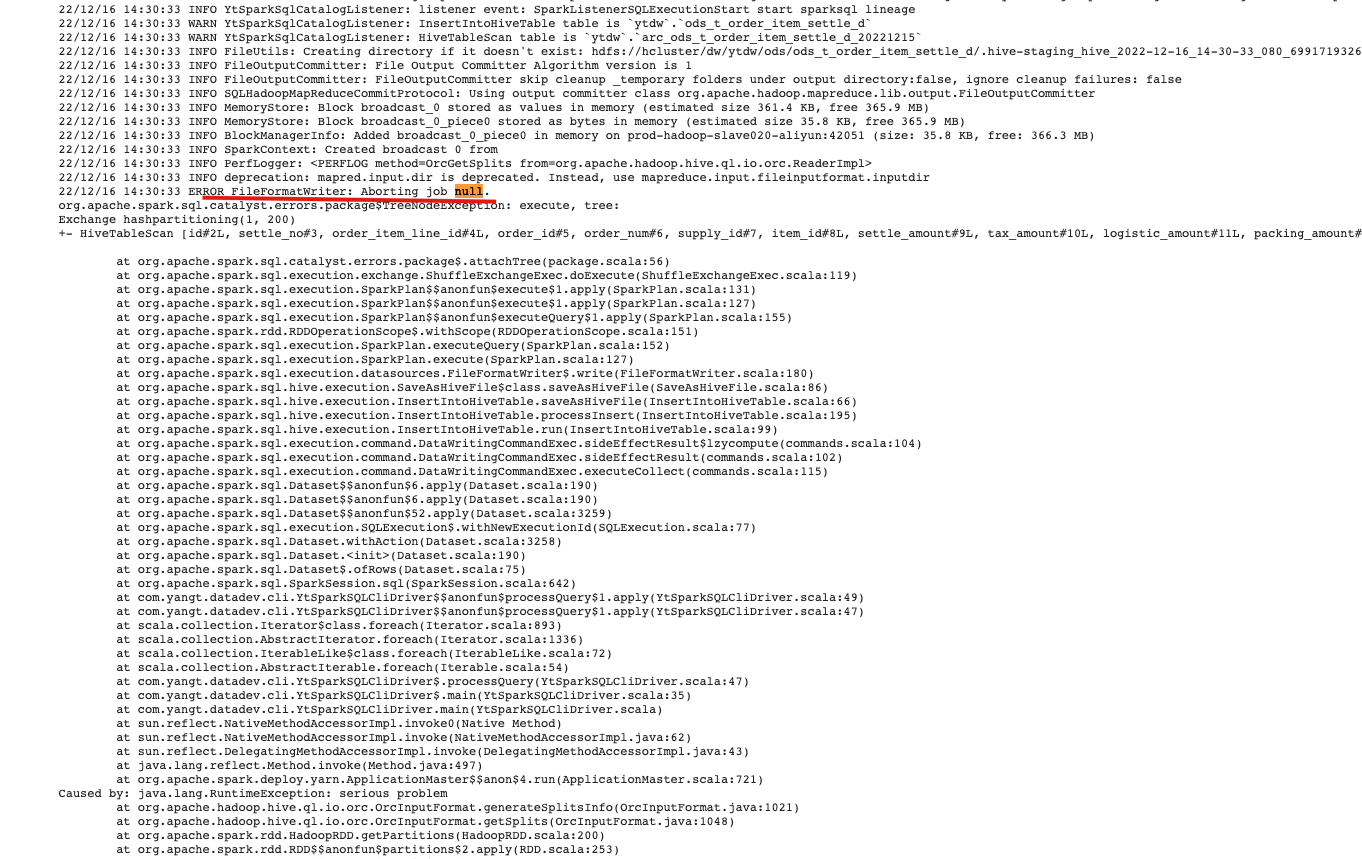 22/12/16 14:30:33 INFO YtSparkSqlCatalogListener: listener event: SparkListenerSQLExecutionStart start sparksql lineage
22/12/16 14:30:33 WARN YtSparkSqlCatalogListener: InsertIntoHiveTable table is `ytdw`.`ods_t_order_item_settle_d`
22/12/16 14:30:33 WARN YtSparkSqlCatalogListener: HiveTableScan table is `ytdw`.`arc_ods_t_order_item_settle_d_20221215`
22/12/16 14:30:33 INFO FileUtils: Creating directory if it doesn't exist: hdfs://hcluster/dw/ytdw/ods/ods_t_order_item_settle_d/.hive-staging_hive_2022-12-16_14-30-33_080_6991719326
22/12/16 14:30:33 INFO FileOutputCommitter: File Output Committer Algorithm version is 1
22/12/16 14:30:33 INFO FileOutputCommitter: FileOutputCommitter skip cleanup _temporary folders under output directory:false, ignore cleanup failures: false
22/12/16 14:30:33 INFO SQLHadoopMapReduceCommitProtocol: Using output committer class org.apache.hadoop.mapreduce.lib.output.FileOutputCommitter
22/12/16 14:30:33 INFO MemoryStore: Block broadcast_0 stored as values in memory (estimated size 361.4 KB, free 365.9 MB)
22/12/16 14:30:33 INFO MemoryStore: Block broadcast_0_piece0 stored as bytes in memory (estimated size 35.8 KB, free 365.9 MB)
22/12/16 14:30:33 INFO BlockManagerInfo: Added broadcast_0_piece0 in memory on prod-hadoop-slave020-aliyun:42051 (size: 35.8 KB, free: 366.3 MB)
22/12/16 14:30:33 INFO SparkContext: Created broadcast 0 from
22/12/16 14:30:33 INFO PerfLogger: <PERFLOG method=OrcGetSplits from=org.apache.hadoop.hive.ql.io.orc.ReaderImpl>
22/12/16 14:30:33 INFO deprecation: mapred.input.dir is deprecated. Instead, use mapreduce.input.fileinputformat.inputdir
22/12/16 14:30:33 ERROR FileFormatWriter: Aborting job null.
org.apache.spark.sql.catalyst.errors.package$TreeNodeException: execute, tree:
Exchange hashpartitioning(1, 200)
+- HiveTableScan [id#2L, settle_no#3, order_item_line_id#4L, order_id#5, order_num#6, supply_id#7, item_id#8L, settle_amount#9L, tax_amount#10L, logistic_amount#11L, packing_amount#
at org.apache.spark.sql.catalyst.errors.package$.attachTree(package.scala:56)
at org.apache.spark.sql.execution.exchange.ShuffleExchangeExec.doExecute(ShuffleExchangeExec.scala:119)
at org.apache.spark.sql.execution.SparkPlan$$anonfun$execute$1.apply(SparkPlan.scala:131)
at org.apache.spark.sql.execution.SparkPlan$$anonfun$execute$1.apply(SparkPlan.scala:127)
at org.apache.spark.sql.execution.SparkPlan$$anonfun$executeQuery$1.apply(SparkPlan.scala:155)
at org.apache.spark.rdd.RDDOperationScope$.withScope(RDDOperationScope.scala:151)
at org.apache.spark.sql.execution.SparkPlan.executeQuery(SparkPlan.scala:152)
at org.apache.spark.sql.execution.SparkPlan.execute(SparkPlan.scala:127)
at org.apache.spark.sql.execution.datasources.FileFormatWriter$.write(FileFormatWriter.scala:180)
at org.apache.spark.sql.hive.execution.SaveAsHiveFile$class.saveAsHiveFile(SaveAsHiveFile.scala:86)
at org.apache.spark.sql.hive.execution.InsertIntoHiveTable.saveAsHiveFile(InsertIntoHiveTable.scala:66)
at org.apache.spark.sql.hive.execution.InsertIntoHiveTable.processInsert(InsertIntoHiveTable.scala:195)
at org.apache.spark.sql.hive.execution.InsertIntoHiveTable.run(InsertIntoHiveTable.scala:99)
at org.apache.spark.sql.execution.command.DataWritingCommandExec.sideEffectResult$lzycompute(commands.scala:104)
at org.apache.spark.sql.execution.command.DataWritingCommandExec.sideEffectResult(commands.scala:102)
at org.apache.spark.sql.execution.command.DataWritingCommandExec.executeCollect(commands.scala:115)
at org.apache.spark.sql.Dataset$$anonfun$6.apply(Dataset.scala:190)
at org.apache.spark.sql.Dataset$$anonfun$6.apply(Dataset.scala:190)
at org.apache.spark.sql.Dataset$$anonfun$52.apply(Dataset.scala:3259)
at org.apache.spark.sql.execution.SQLExecution$.withNewExecutionId(SQLExecution.scala:77)
at org.apache.spark.sql.Dataset.withAction(Dataset.scala:3258)
at org.apache.spark.sql.Dataset.<init>(Dataset.scala:190)
at org.apache.spark.sql.Dataset$.ofRows(Dataset.scala:75)
at org.apache.spark.sql.SparkSession.sql(SparkSession.scala:642)
at com.yangt.datadev.cli.YtSparkSQLCliDriver$$anonfun$processQuery$1.apply(YtSparkSQLCliDriver.scala:49)
at com.yangt.datadev.cli.YtSparkSQLCliDriver$$anonfun$processQuery$1.apply(YtSparkSQLCliDriver.scala:47)
at scala.collection.Iterator$class.foreach(Iterator.scala:893)
at scala.collection.AbstractIterator.foreach(Iterator.scala:1336)
at scala.collection.IterableLike$class.foreach(IterableLike.scala:72)
at scala.collection.AbstractIterable.foreach(Iterable.scala:54)
at com.yangt.datadev.cli.YtSparkSQLCliDriver$.processQuery(YtSparkSQLCliDriver.scala:47)
at com.yangt.datadev.cli.YtSparkSQLCliDriver$.main(YtSparkSQLCliDriver.scala:35)
at com.yangt.datadev.cli.YtSparkSQLCliDriver.main(YtSparkSQLCliDriver.scala)
at sun.reflect.NativeMethodAccessorImpl.invoke0(Native Method)
at sun.reflect.NativeMethodAccessorImpl.invoke(NativeMethodAccessorImpl.java:62)
at sun.reflect.DelegatingMethodAccessorImpl.invoke(DelegatingMethodAccessorImpl.java:43)
at java.lang.reflect.Method.invoke(Method.java:497)
at org.apache.spark.deploy.yarn.ApplicationMaster$$anon$4.run(ApplicationMaster.scala:721)
Caused by: java.lang.RuntimeException: serious problem
at org.apache.hadoop.hive.ql.io.orc.OrcInputFormat.generateSplitsInfo(OrcInputFormat.java:1021)
at org.apache.hadoop.hive.ql.io.orc.OrcInputFormat.getSplits(OrcInputFormat.java:1048)
at org.apache.spark.rdd.HadoopRDD.getPartitions(HadoopRDD.scala:200)
at org.apache.spark.rdd.RDD$$anonfun$partitions$2.apply(RDD.scala:253)